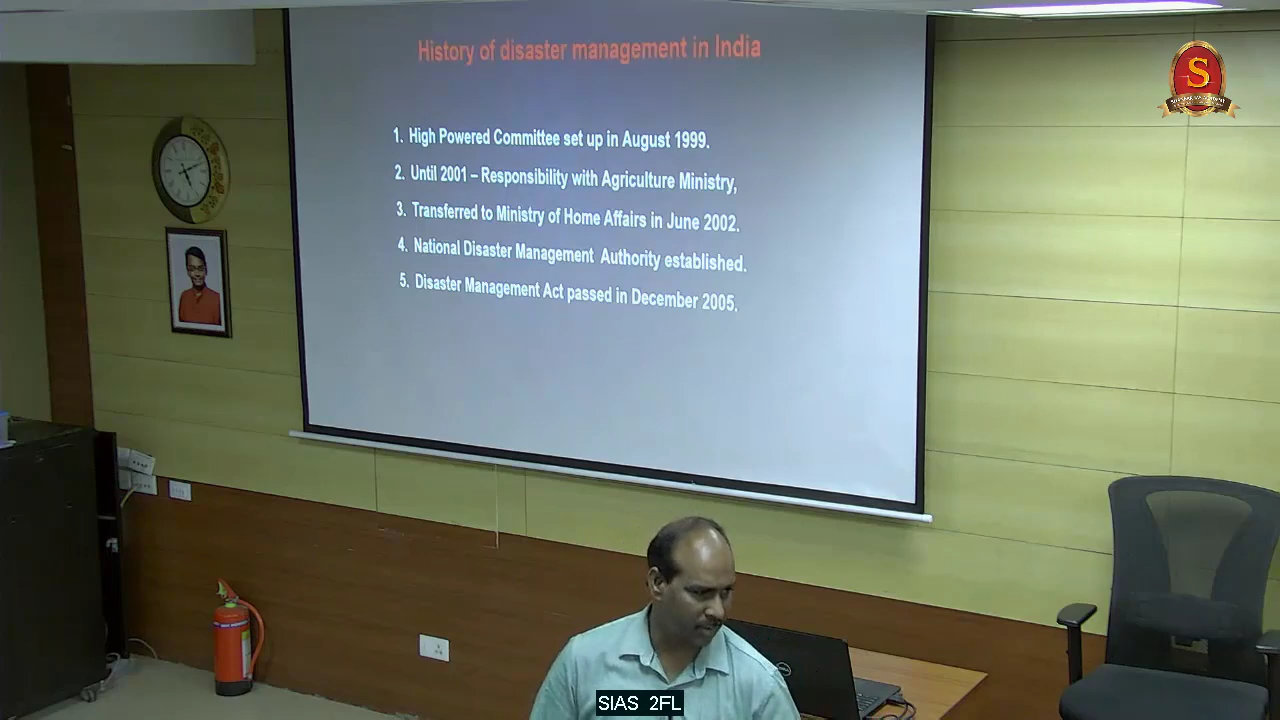 History of disaster management in India
1. High Powered Committee set up in August 1999.
2. Until 2001 – Responsibility with Agriculture Ministry,
3. Transferred to Ministry of Home Affairs in June 2002.
4. National Disaster Management Authority established.
5. Disaster Management Act passed in December 2005.
S
DELL
SIAS 2FL